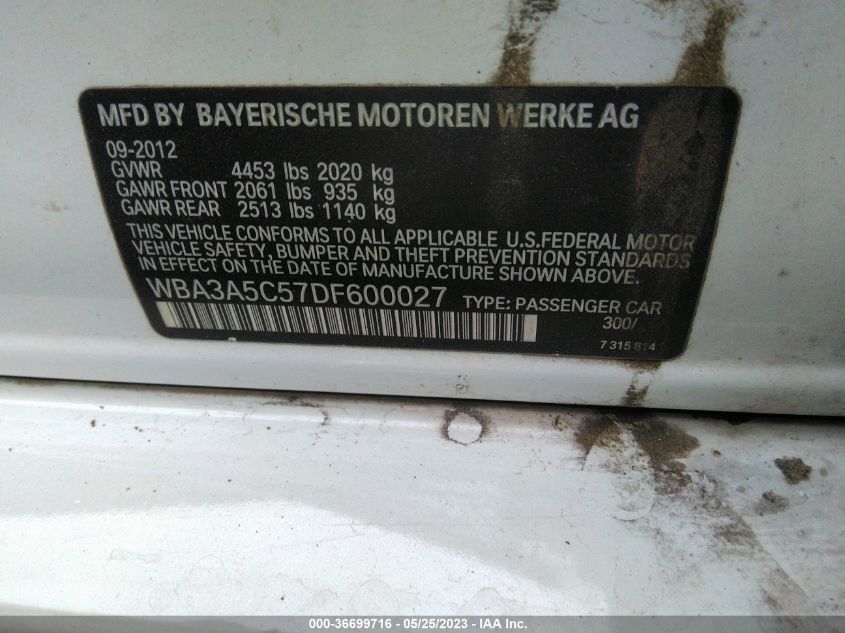 MFD BY BAYERISCHE MOTOREN WERKE AG
09-2012
GVWR 4453 lbs 2020 kg
GAWR FRONT 2061 lbs 935 kg
GAWR REAR 2513 lbs 1140 kg
THIS VEHICLE CONFORMS TO ALL APPLICABLE U.S.FEDERAL MOTOR
VEHICLE SAFETY, BUMPER AND THEFT PREVENTION STANDARDS
IN EFFECT ON THE DATE OF MANUFACTURE SHOWN ABOVE.
WBA3A5C57DF600027 TYPE: PASSENGER CAR
300/
7 315 814
000-36699716 - 05/25/2023 - IAA Inc.